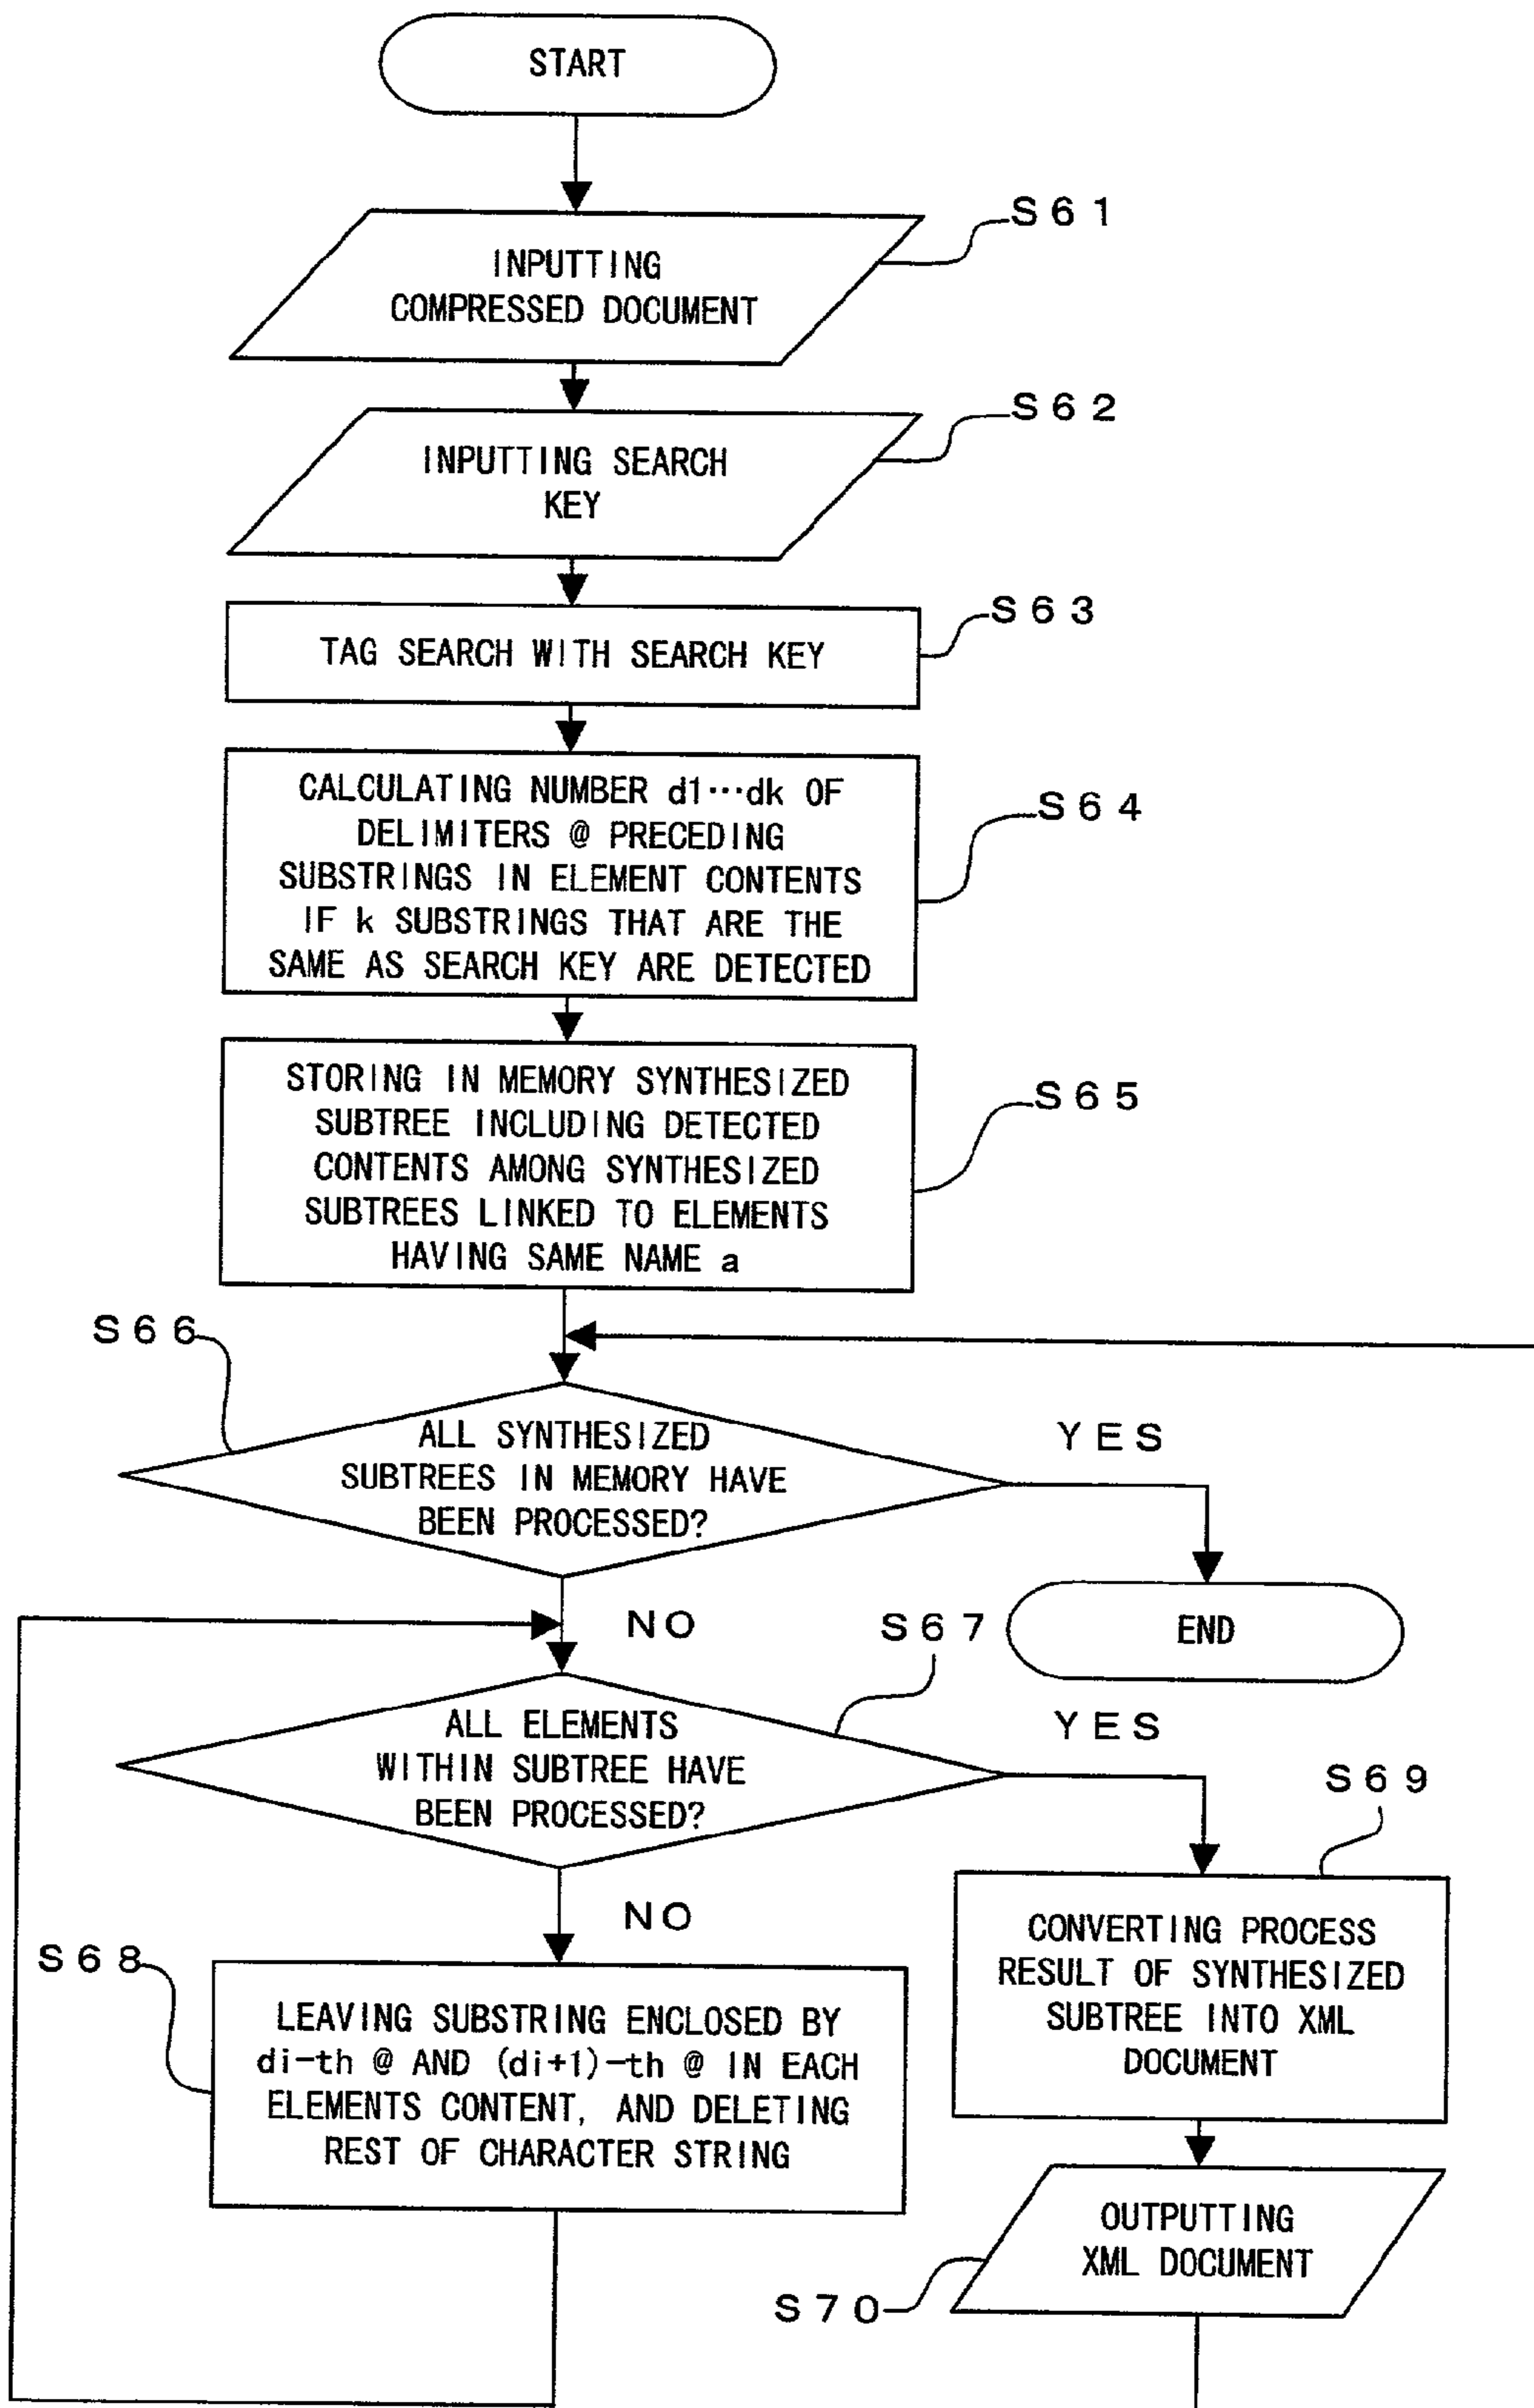 START
INPUTTING
COMPRESSED DOCUMENT
S61
INPUTTING SEARCH
KEY
S62
TAG SEARCH WITH SEARCH KEY
S63
CALCULATING NUMBER d1···dk OF
DELIMITERS @ PRECEDING
SUBSTRINGS IN ELEMENT CONTENTS
IF k SUBSTRINGS THAT ARE THE
SAME AS SEARCH KEY ARE DETECTED
S64
STORING IN MEMORY SYNTHESIZED
SUBTREE INCLUDING DETECTED
CONTENTS AMONG SYNTHESIZED
SUBTREES LINKED TO ELEMENTS
HAVING SAME NAME a
S65
S66
ALL SYNTHESIZED
SUBTREES IN MEMORY HAVE
BEEN PROCESSED?
YES
END
NO
S67
ALL ELEMENTS
WITHIN SUBTREE HAVE
BEEN PROCESSED?
YES
NO
S68
LEAVING SUBSTRING ENCLOSED BY
di-th @ AND (di+1)-th @ IN EACH
ELEMENTS CONTENT, AND DELETING
REST OF CHARACTER STRING
S69
CONVERTING PROCESS
RESULT OF SYNTHESIZED
SUBTREE INTO XML
DOCUMENT
OUTPUTTING
XML DOCUMENT
S70